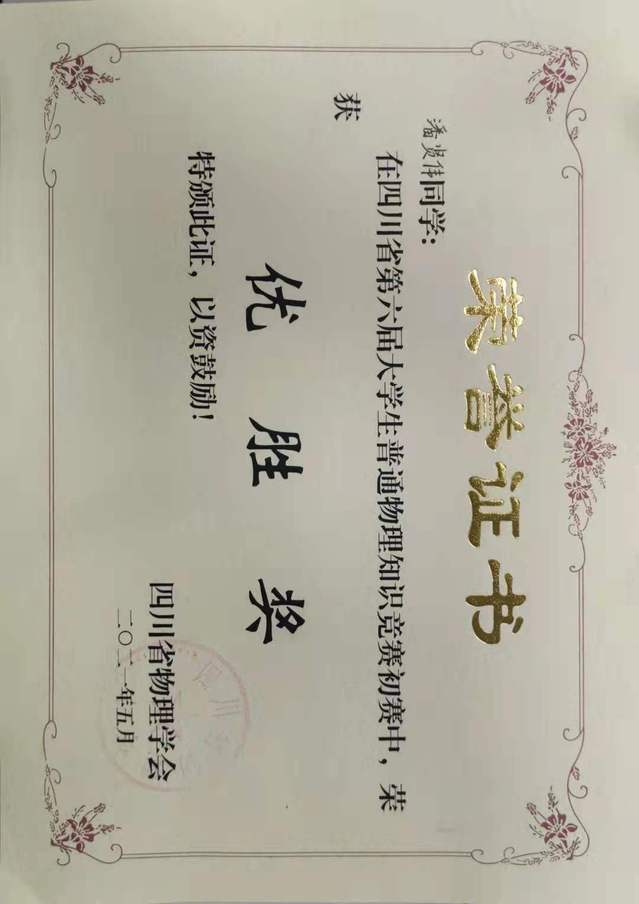 荣誉证书
潘贤伟同学：
在四川省第六届大学生普通物理知识竞赛初赛中，荣
获
优胜奖
特颁此证，以资鼓励！
四川省物理学会
二〇二一年五月